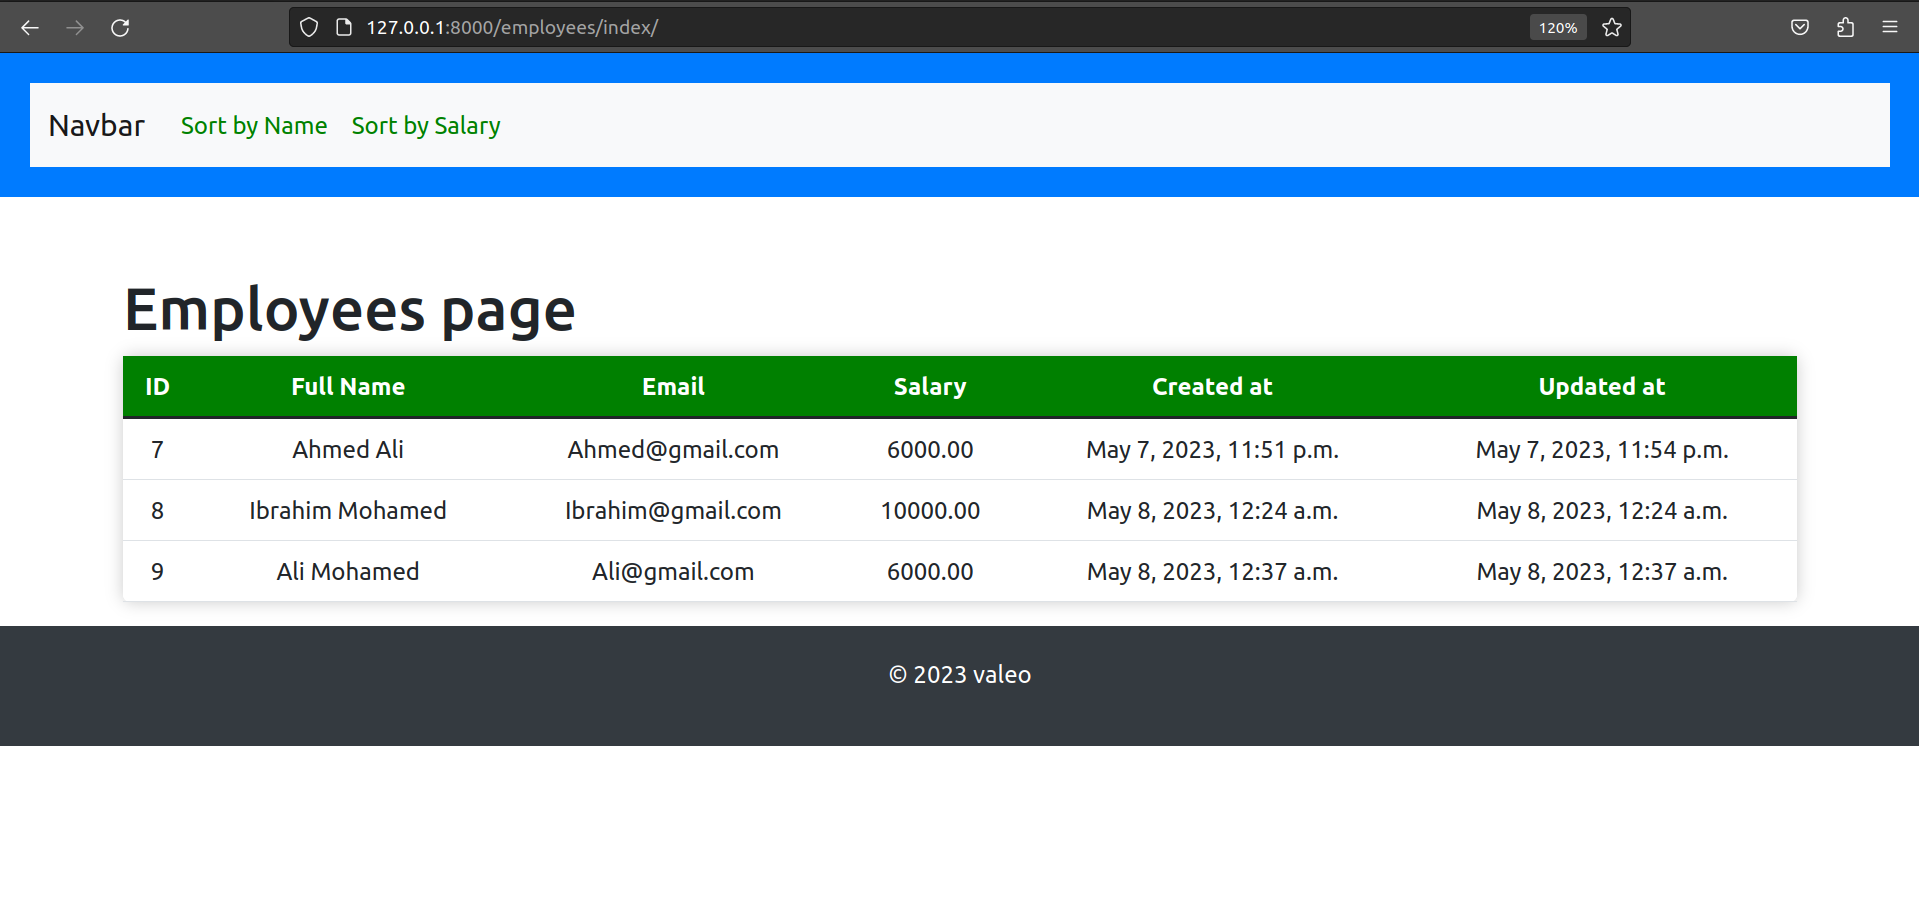 127.0.0.1:8000/employees/index/ 120%
Navbar Sort by Name Sort by Salary
Employees page
ID Full Name Email Salary Created at Updated at
7 Ahmed Ali Ahmed@gmail.com 6000.00 May 7, 2023, 11:51 p.m. May 7, 2023, 11:54 p.m.
8 Ibrahim Mohamed Ibrahim@gmail.com 10000.00 May 8, 2023, 12:24 a.m. May 8, 2023, 12:24 a.m.
9 Ali Mohamed Ali@gmail.com 6000.00 May 8, 2023, 12:37 a.m. May 8, 2023, 12:37 a.m.
© 2023 valeo